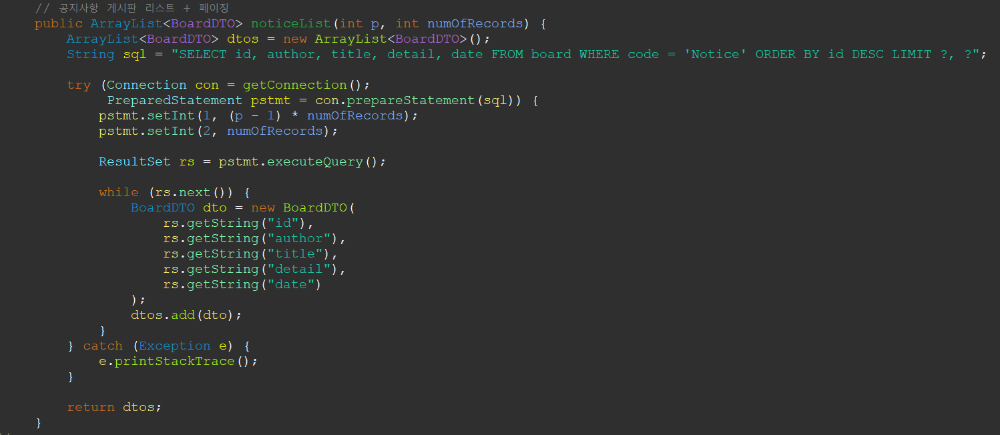 // 공지사항 게시판 리스트 + 페이징
public ArrayList<BoardDTO> noticeList(int p, int numOfRecords) {
ArrayList<BoardDTO> dtos = new ArrayList<BoardDTO>();
String sql = "SELECT id, author, title, detail, date FROM board WHERE code = 'Notice' ORDER BY id DESC LIMIT ?, ?";
try (Connection con = getConnection();
PreparedStatement pstmt = con.prepareStatement(sql)) {
pstmt.setInt(1, (p - 1) * numOfRecords);
pstmt.setInt(2, numOfRecords);
ResultSet rs = pstmt.executeQuery();
while (rs.next()) {
BoardDTO dto = new BoardDTO(
rs.getString("id"),
rs.getString("author"),
rs.getString("title"),
rs.getString("detail"),
rs.getString("date")
);
dtos.add(dto);
}
} catch (Exception e) {
e.printStackTrace();
}
return dtos;
}